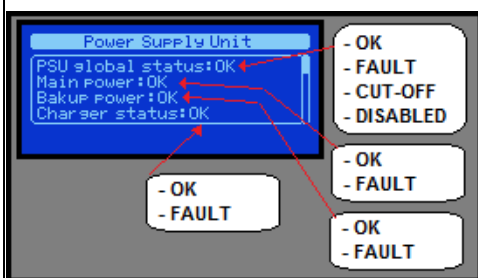 Power Supply Unit
PSU global status:OK
Main power:OK
Bakup power:OK
Charger status:OK
- OK
- FAULT
- CUT-OFF
- DISABLED
- OK
- FAULT
- OK
- FAULT
- OK
- FAULT